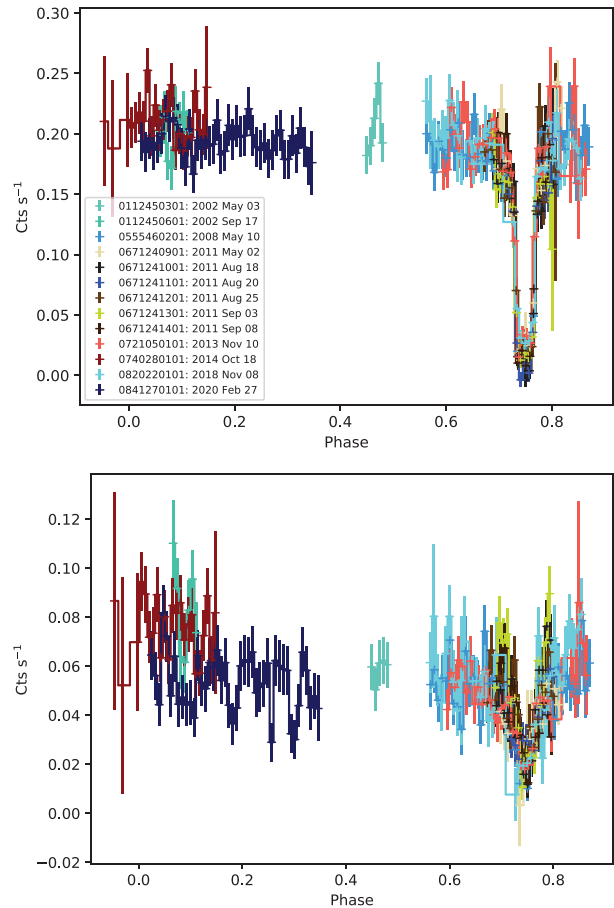 0.30
0.25
0.20
0.15
0.10
0.05
0.00
Cts s⁻¹
0112450301: 2002 May 03
0112450601: 2002 Sep 17
0555460201: 2008 May 10
0671240901: 2011 May 02
0671241001: 2011 Aug 18
0671241101: 2011 Aug 20
0671241201: 2011 Aug 25
0671241301: 2011 Sep 03
0671241401: 2011 Sep 08
0721050101: 2013 Nov 10
0740280101: 2014 Oct 18
0820220101: 2018 Nov 08
0841270101: 2020 Feb 27
0.0 0.2 0.4 0.6 0.8
Phase
0.12
0.10
0.08
0.06
0.04
0.02
0.00
−0.02
Cts s⁻¹
0.0 0.2 0.4 0.6 0.8
Phase